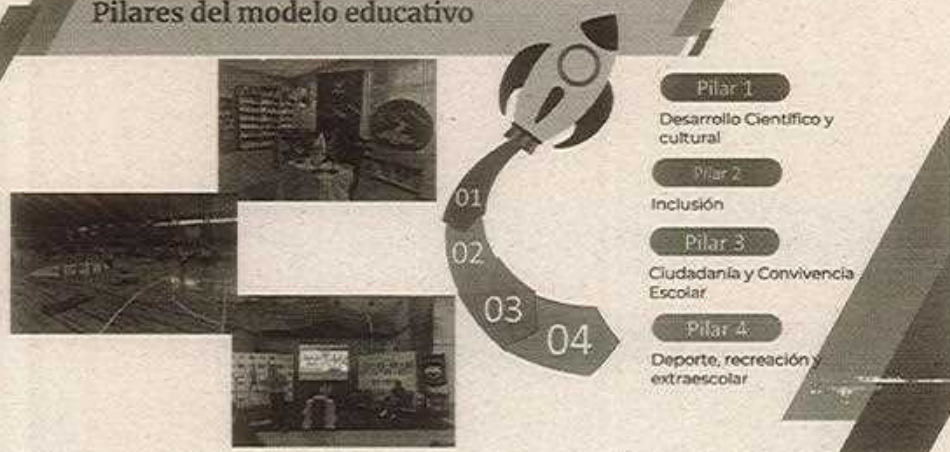 Pilares del modelo educativo
01
02
03
04
Pilar 1
Desarrollo Científico y
cultural
Pilar 2
Inclusión
Pilar 3
Ciudadanía y Convivencia
Escolar
Pilar 4
Deporte, recreación y
extraescolar